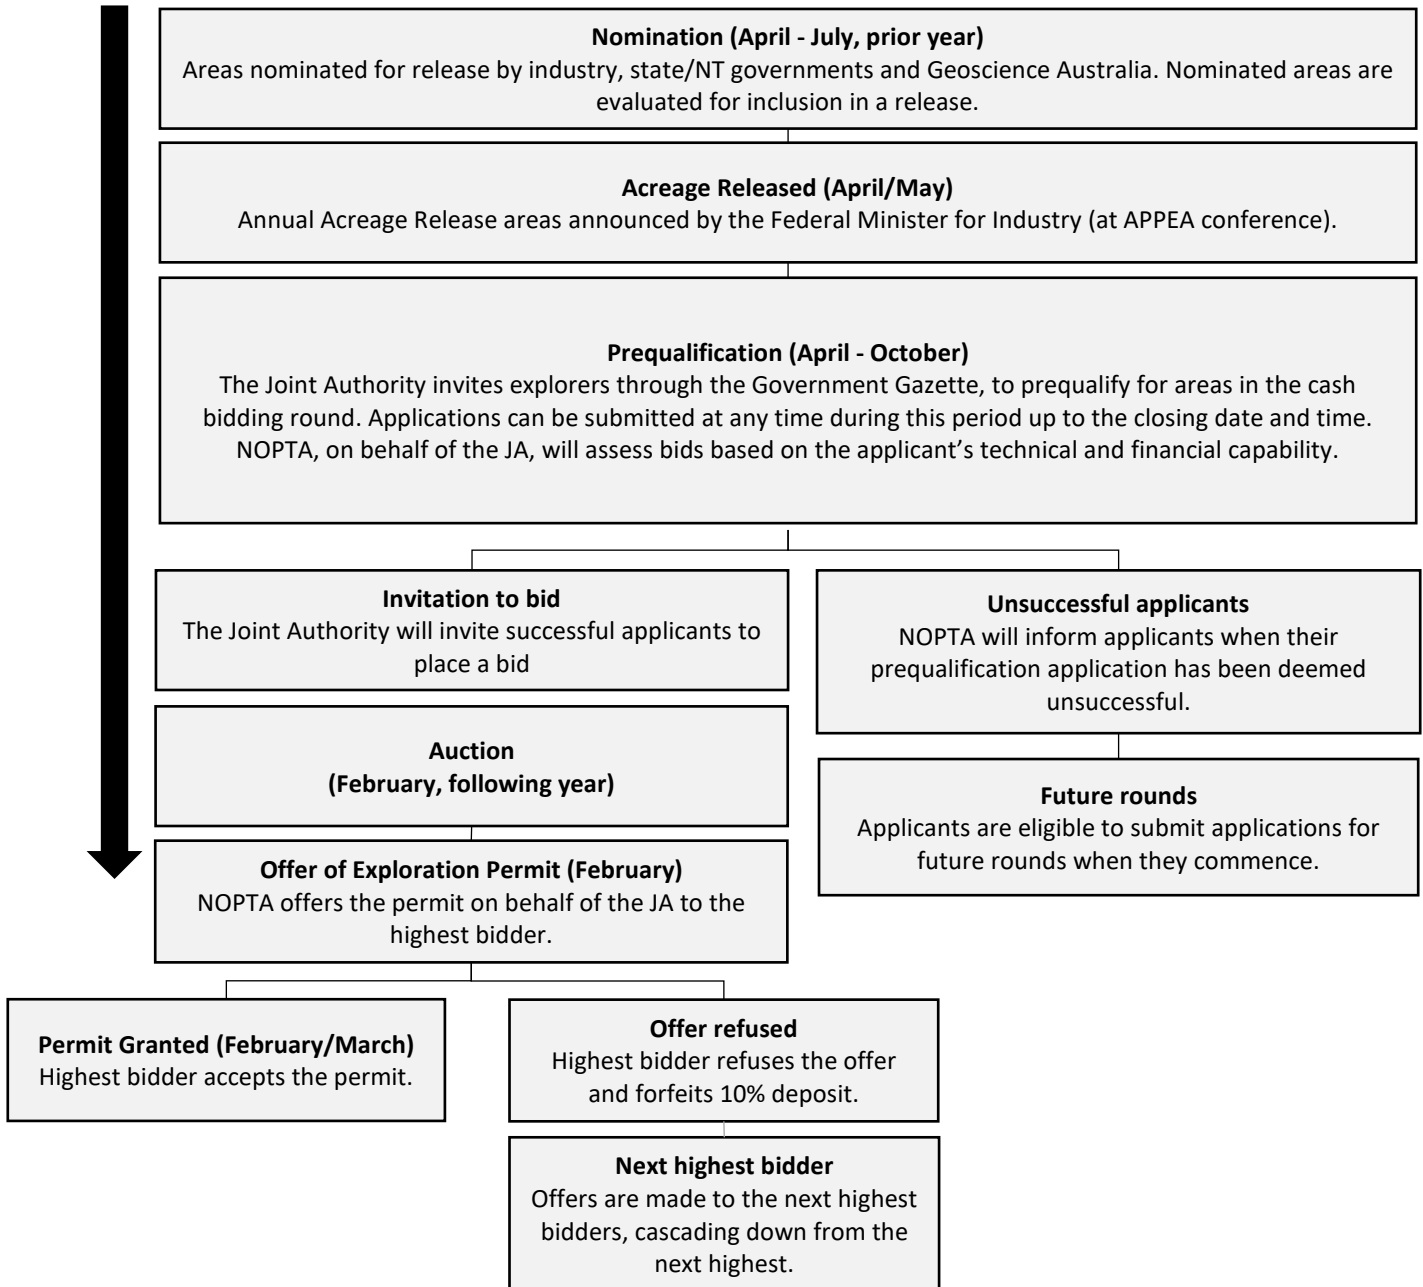 Nomination (April - July, prior year)
Areas nominated for release by industry, state/NT governments and Geoscience Australia. Nominated areas are
evaluated for inclusion in a release.
Acreage Released (April/May)
Annual Acreage Release areas announced by the Federal Minister for Industry (at APPEA conference).
Prequalification (April - October)
The Joint Authority invites explorers through the Government Gazette, to prequalify for areas in the cash
bidding round. Applications can be submitted at any time during this period up to the closing date and time.
NOPTA, on behalf of the JA, will assess bids based on the applicant’s technical and financial capability.
Invitation to bid
The Joint Authority will invite successful applicants to
place a bid
Unsuccessful applicants
NOPTA will inform applicants when their
prequalification application has been deemed
unsuccessful.
Auction
(February, following year)
Future rounds
Applicants are eligible to submit applications for
future rounds when they commence.
Offer of Exploration Permit (February)
NOPTA offers the permit on behalf of the JA to the
highest bidder.
Permit Granted (February/March)
Highest bidder accepts the permit.
Offer refused
Highest bidder refuses the offer
and forfeits 10% deposit.
Next highest bidder
Offers are made to the next highest
bidders, cascading down from the
next highest.